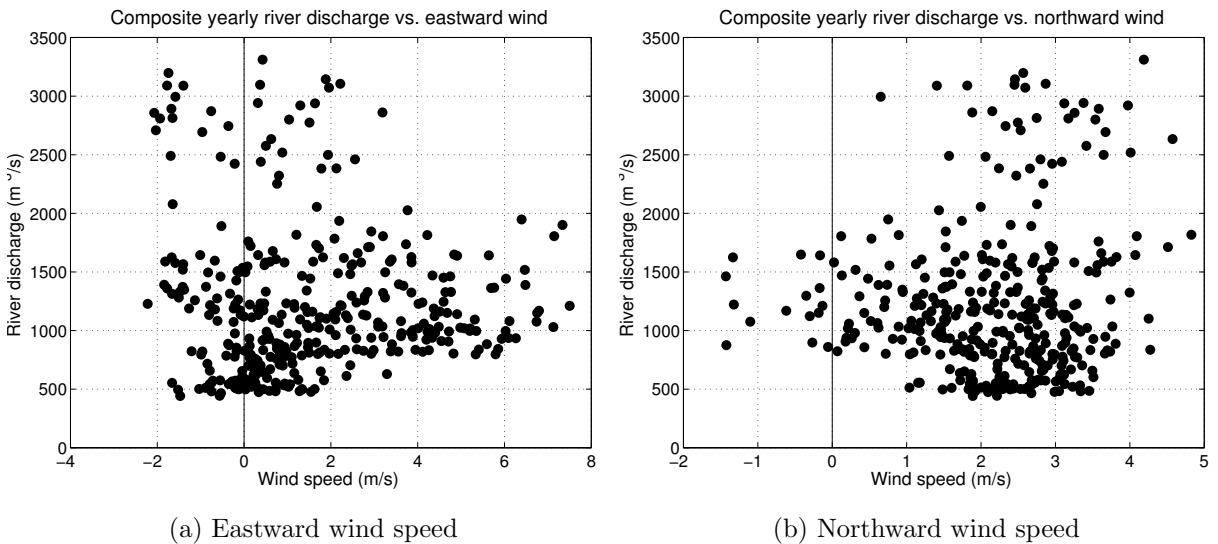 Composite yearly river discharge vs. eastward wind
3500
3000
2500
2000
1500
1000
500
0
−4 −2 0 2 4 6 8
River discharge (m 3/s)
Wind speed (m/s)
(a) Eastward wind speed
Composite yearly river discharge vs. northward wind
3500
3000
2500
2000
1500
1000
500
0
−2 −1 0 1 2 3 4 5
River discharge (m 3/s)
Wind speed (m/s)
(b) Northward wind speed